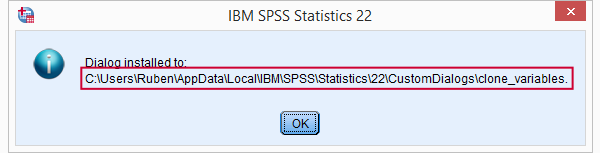 IBM SPSS Statistics 22
Dialog installed to:
C:\Users\Ruben\AppData\Local\IBM\SPSS\Statistics\22\CustomDialogs\clone_variables.
OK